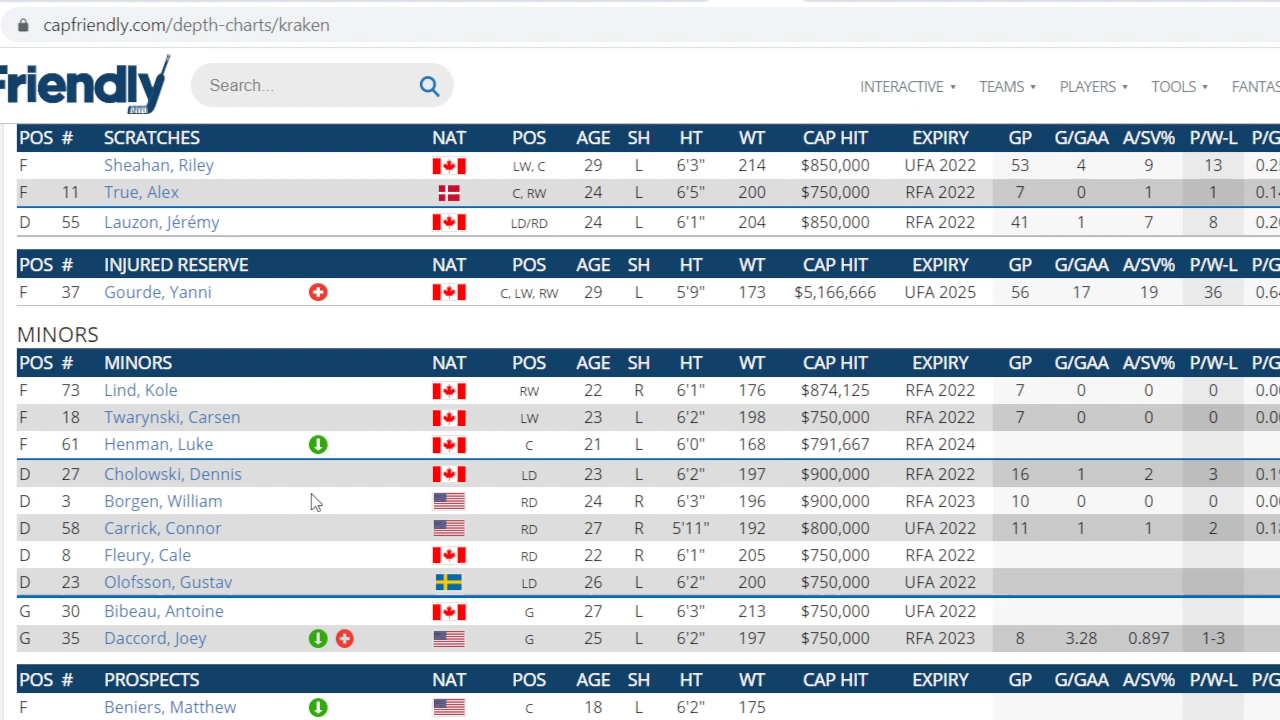 capfriendly.com/depth-charts/kraken
Friendly Search... INTERACTIVE ▾ TEAMS ▾ PLAYERS ▾ TOOLS ▾ FANTAS
POS # SCRATCHES NAT POS AGE SH HT WT CAP HIT EXPIRY GP G/GAA A/SV% P/W-L P/G
F Sheahan, Riley LW, C 29 L 6'3" 214 $850,000 UFA 2022 53 4 9 13 0.2
F 11 True, Alex C, RW 24 L 6'5" 200 $750,000 RFA 2022 7 0 1 1 0.14
D 55 Lauzon, Jérémy LD/RD 24 L 6'1" 204 $850,000 RFA 2022 41 1 7 8 0.20
POS # INJURED RESERVE NAT POS AGE SH HT WT CAP HIT EXPIRY GP G/GAA A/SV% P/W-L P/G
F 37 Gourde, Yanni C, LW, RW 29 L 5'9" 173 $5,166,666 UFA 2025 56 17 19 36 0.64
MINORS
POS # MINORS NAT POS AGE SH HT WT CAP HIT EXPIRY GP G/GAA A/SV% P/W-L P/G
F 73 Lind, Kole RW 22 R 6'1" 176 $874,125 RFA 2022 7 0 0 0 0.00
F 18 Twarynski, Carsen LW 23 L 6'2" 198 $750,000 RFA 2022 7 0 0 0 0.00
F 61 Henman, Luke C 21 L 6'0" 168 $791,667 RFA 2024
D 27 Cholowski, Dennis LD 23 L 6'2" 197 $900,000 RFA 2022 16 1 2 3 0.19
D 3 Borgen, William RD 24 R 6'3" 196 $900,000 RFA 2023 10 0 0 0 0.00
D 58 Carrick, Connor RD 27 R 5'11" 192 $800,000 UFA 2022 11 1 1 2 0.18
D 8 Fleury, Cale RD 22 R 6'1" 205 $750,000 RFA 2022
D 23 Olofsson, Gustav LD 26 L 6'2" 200 $750,000 UFA 2022
G 30 Bibeau, Antoine G 27 L 6'3" 213 $750,000 UFA 2022
G 35 Daccord, Joey G 25 L 6'2" 197 $750,000 RFA 2023 8 3.28 0.897 1-3
POS # PROSPECTS NAT POS AGE SH HT WT CAP HIT EXPIRY GP G/GAA A/SV% P/W-L P/G
F Beniers, Matthew C 18 L 6'2" 175